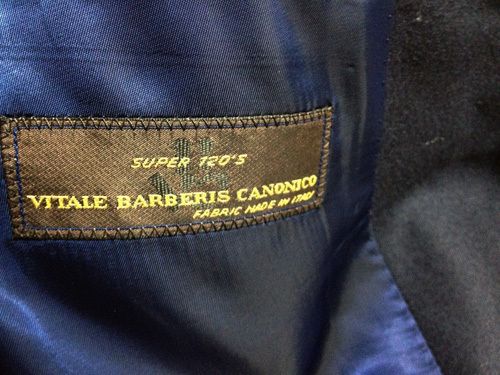 SUPER 120'S
VITALE BARBERIS CANONICO
FABRIC MADE IN ITALY